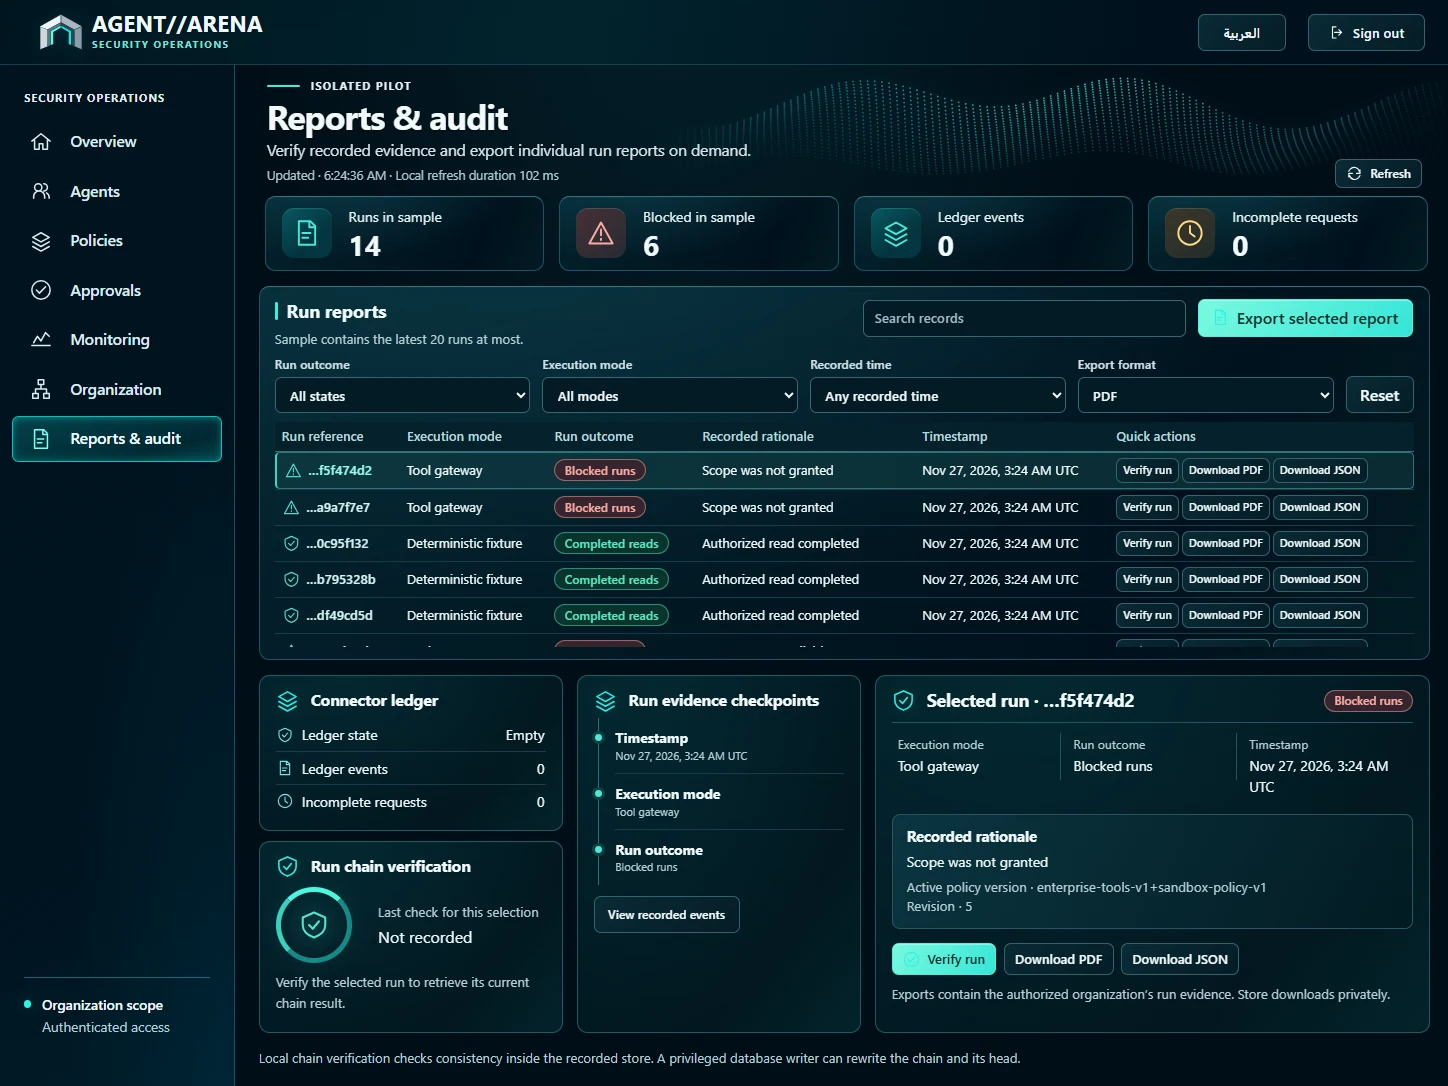 AGENT//ARENA
SECURITY OPERATIONS
العربية
Sign out
SECURITY OPERATIONS
Overview
Agents
Policies
Approvals
Monitoring
Organization
Reports & audit
Organization scope
Authenticated access
ISOLATED PILOT
Reports & audit
Verify recorded evidence and export individual run reports on demand.
Updated · 6:24:36 AM · Local refresh duration 102 ms
Refresh
Runs in sample
14
Blocked in sample
6
Ledger events
0
Incomplete requests
0
Run reports
Sample contains the latest 20 runs at most.
Search records
Export selected report
Run outcome
All states
Execution mode
All modes
Recorded time
Any recorded time
Export format
PDF
Reset
Run reference Execution mode Run outcome Recorded rationale Timestamp Quick actions
...f5f474d2 Tool gateway Blocked runs Scope was not granted Nov 27, 2026, 3:24 AM UTC Verify run Download PDF Download JSON
...a9a7f7e7 Tool gateway Blocked runs Scope was not granted Nov 27, 2026, 3:24 AM UTC Verify run Download PDF Download JSON
...0c95f132 Deterministic fixture Completed reads Authorized read completed Nov 27, 2026, 3:24 AM UTC Verify run Download PDF Download JSON
...b795328b Deterministic fixture Completed reads Authorized read completed Nov 27, 2026, 3:24 AM UTC Verify run Download PDF Download JSON
...df49cd5d Deterministic fixture Completed reads Authorized read completed Nov 27, 2026, 3:24 AM UTC Verify run Download PDF Download JSON
Connector ledger
Ledger state Empty
Ledger events 0
Incomplete requests 0
Run chain verification
Last check for this selection
Not recorded
Verify the selected run to retrieve its current
chain result.
Run evidence checkpoints
Timestamp
Nov 27, 2026, 3:24 AM UTC
Execution mode
Tool gateway
Run outcome
Blocked runs
View recorded events
Selected run · ...f5f474d2
Blocked runs
Execution mode
Tool gateway
Run outcome
Blocked runs
Timestamp
Nov 27, 2026, 3:24 AM
UTC
Recorded rationale
Scope was not granted
Active policy version · enterprise-tools-v1+sandbox-policy-v1
Revision · 5
Verify run
Download PDF
Download JSON
Exports contain the authorized organization's run evidence. Store downloads privately.
Local chain verification checks consistency inside the recorded store. A privileged database writer can rewrite the chain and its head.